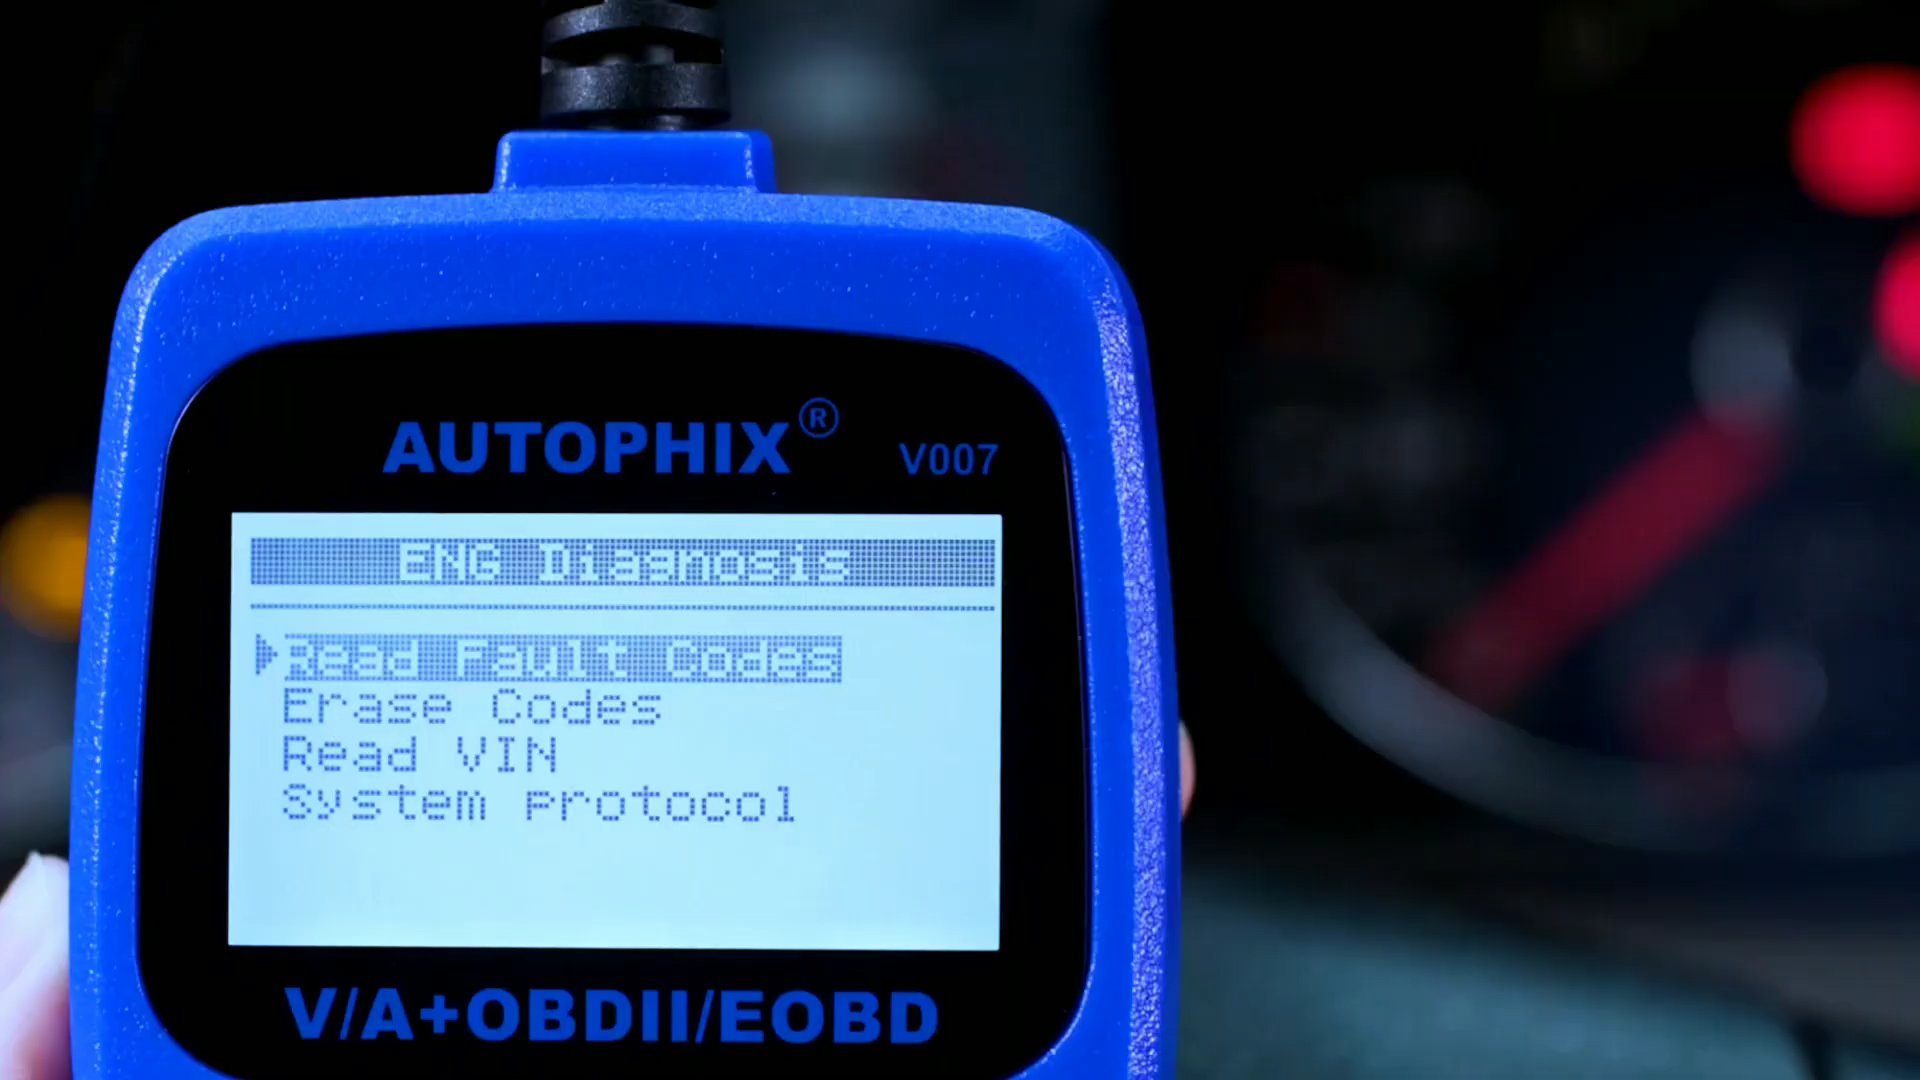 AUTOPHIX®
V007
ENG Diagnosis
Read Fault Codes
Erase Codes
Read VIN
System protocol
V/A+OBDII/EOBD